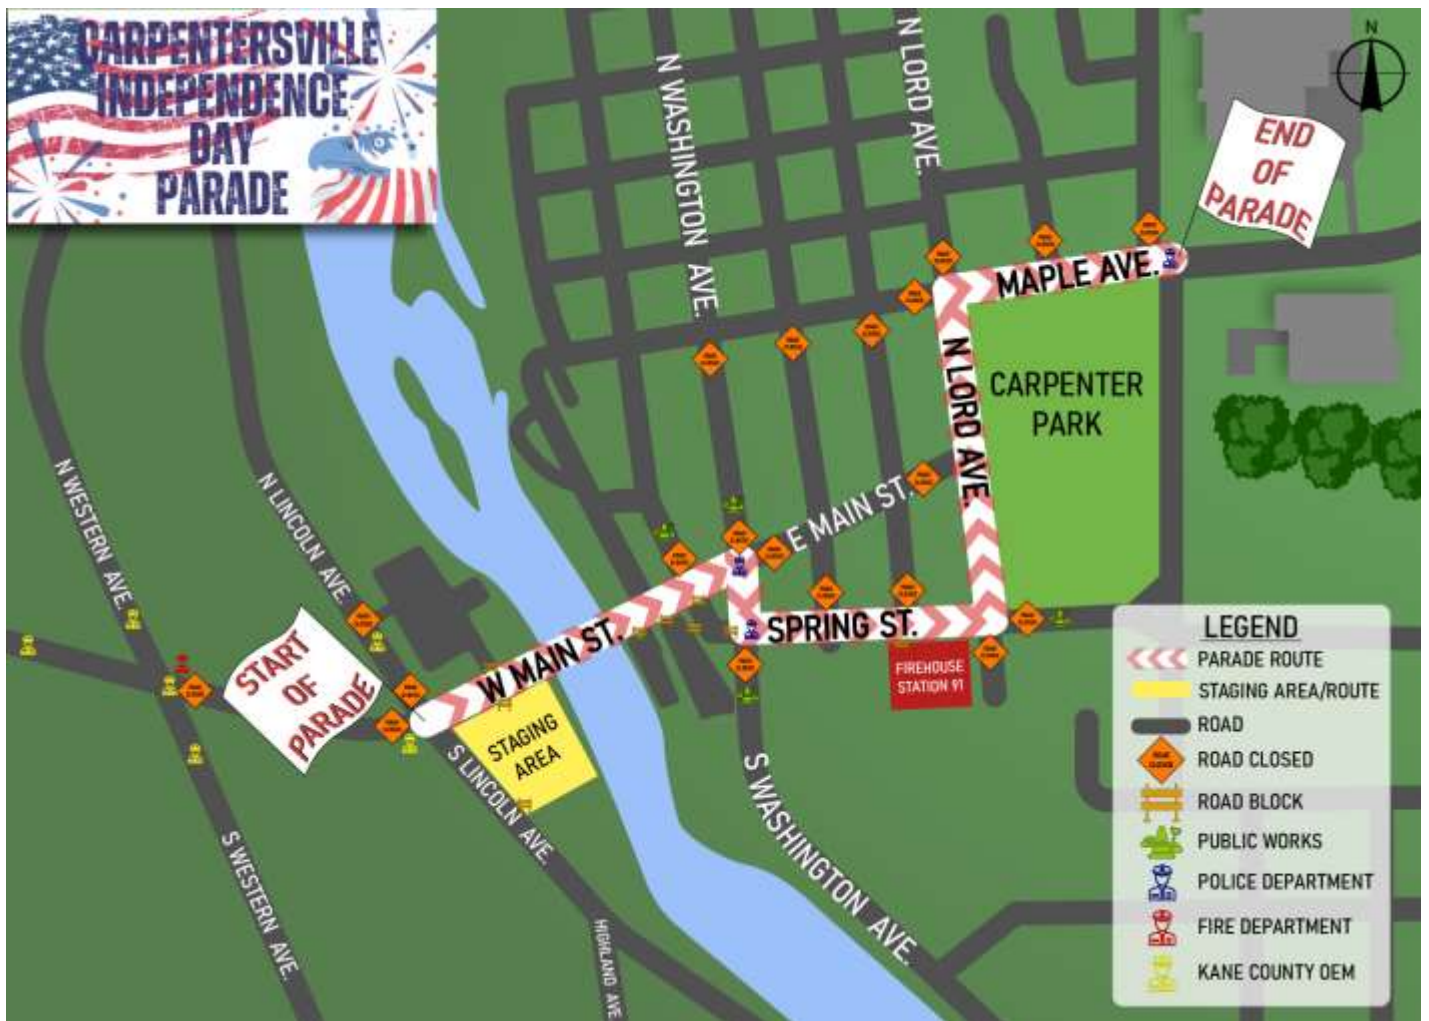 CARPENTERSVILLE
INDEPENDENCE
DAY
PARADE
N WASHINGTON AVE.
N LORD AVE.
N
END
OF
PARADE
MAPLE AVE.
N LORD AVE.
CARPENTER
PARK
N WESTERN AVE.
N LINCOLN AVE.
E MAIN ST.
START
OF
PARADE
W MAIN ST.
SPRING ST.
FIREHOUSE
STATION 91
STAGING
AREA
S LINCOLN AVE.
S WASHINGTON AVE.
S WESTERN AVE.
HIGHLAND AVE.
LEGEND
PARADE ROUTE
STAGING AREA/ROUTE
ROAD
ROAD CLOSED
ROAD BLOCK
PUBLIC WORKS
POLICE DEPARTMENT
FIRE DEPARTMENT
KANE COUNTY OEM